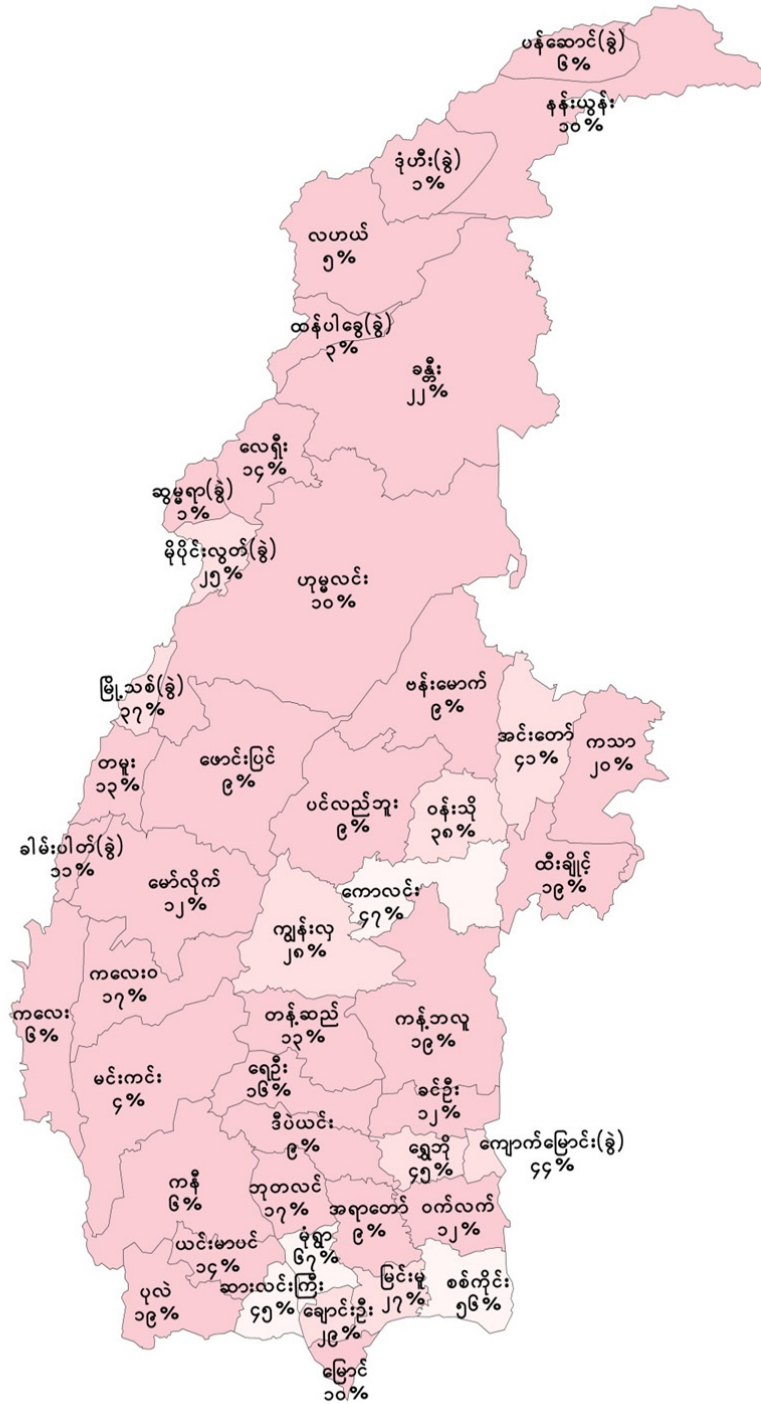 ပန်ဆောင်(ခွဲ)
၆%
နန်းယွန်း
၁၀%
ဒုံဟီး(ခွဲ)
၁%
လဟယ်
၅%
ထန်ပါခွေ(ခွဲ)
၃%
ခန္တီး
၂၂%
လေရှီး
၁၄%
ဆွမ္မရာ(ခွဲ)
၁%
မိုပိုင်းလွတ်(ခွဲ)
၂၅%
ဟုမ္မလင်း
၁၀%
မြို့သစ်(ခွဲ)
၃၇%
ဗန်းမောက်
၉%
အင်းတော်
၄၁%
ကသာ
၂၀%
တမူး
၁၃%
ဖောင်းပြင်
၉%
ပင်လည်ဘူး
၉%
ဝန်းသို
၃၈%
ခါမ်းပါတ်(ခွဲ)
၁၁%
မော်လိုက်
၁၂%
ကောလင်း
၄၇%
ထီးချိုင့်
၁၉%
ကျွန်းလှ
၂၈%
ကလေးဝ
၁၇%
ကလေး
၆%
တန့်ဆည်
၁၃%
ကန့်ဘလူ
၁၉%
မင်းကင်း
၄%
ရေဦး
၁၆%
ခင်ဦး
၁၂%
ဒီပဲယင်း
၉%
ရွှေဘို
၄၅%
ကျောက်မြောင်း(ခွဲ)
၄၄%
ကနီ
၆%
ဘုတလင်
၁၇%
အရာတော်
၉%
ဝက်လက်
၁၂%
ယင်းမာပင်
၁၄%
မုံရွာ
၆၇%
ပုလဲ
၁၉%
ဆားလင်းကြီး
၄၅%
ချောင်းဦး
၂၉%
မြင်းမူ
၂၇%
စစ်ကိုင်း
၅၆%
မြောင်
၁၀%